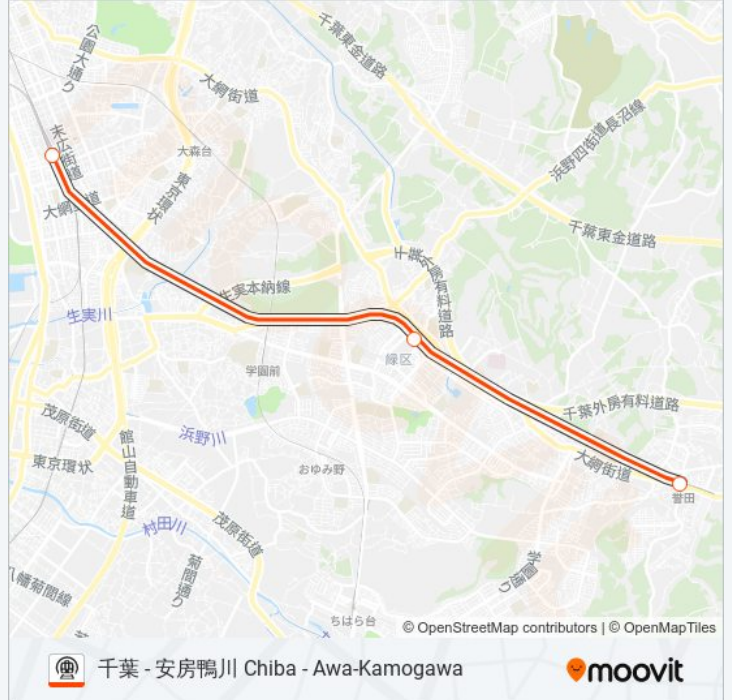 公園大通り
千葉東金道路
大網街道
末広街道
大森台
東京環状
浜野四街道長沼線
大網街道
千葉東金道路
千葉外房有料道路
生実本納線
生実川
緑区
学園前
千葉外房有料道路
茂原街道
館山自動車道
浜野川
大網街道
東京環状
おゆみ野
誉田
村田川
茂原街道
菊間通り
学園通り
八幡菊間線
ちはら台
© OpenStreetMap contributors | © OpenMapTiles
千葉 - 安房鴨川 Chiba - Awa-Kamogawa
moovit